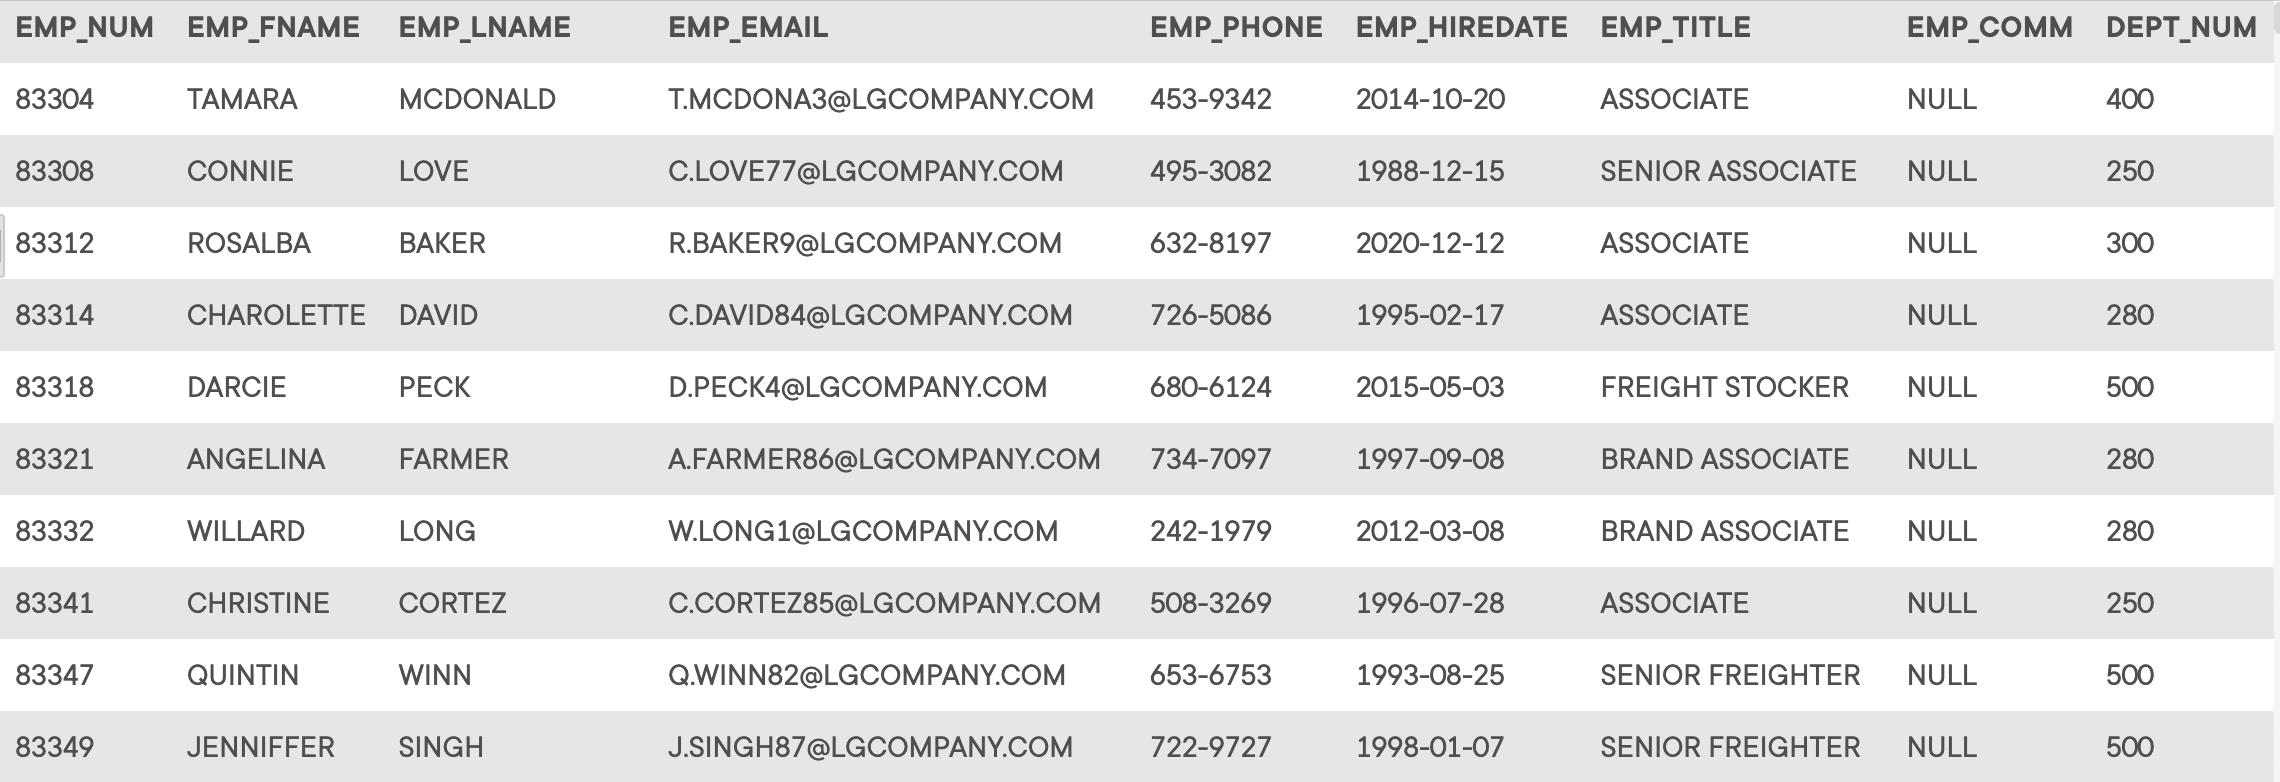 EMP_NUM EMP_FNAME EMP_LNAME EMP_EMAIL EMP_PHONE EMP_HIREDATE EMP_TITLE EMP_COMM DEPT_NUM
83304 TAMARA MCDONALD T.MCDONA3@LGCOMPANY.COM 453-9342 2014-10-20 ASSOCIATE NULL 400
83308 CONNIE LOVE C.LOVE77@LGCOMPANY.COM 495-3082 1988-12-15 SENIOR ASSOCIATE NULL 250
83312 ROSALBA BAKER R.BAKER9@LGCOMPANY.COM 632-8197 2020-12-12 ASSOCIATE NULL 300
83314 CHAROLETTE DAVID C.DAVID84@LGCOMPANY.COM 726-5086 1995-02-17 ASSOCIATE NULL 280
83318 DARCIE PECK D.PECK4@LGCOMPANY.COM 680-6124 2015-05-03 FREIGHT STOCKER NULL 500
83321 ANGELINA FARMER A.FARMER86@LGCOMPANY.COM 734-7097 1997-09-08 BRAND ASSOCIATE NULL 280
83332 WILLARD LONG W.LONG1@LGCOMPANY.COM 242-1979 2012-03-08 BRAND ASSOCIATE NULL 280
83341 CHRISTINE CORTEZ C.CORTEZ85@LGCOMPANY.COM 508-3269 1996-07-28 ASSOCIATE NULL 250
83347 QUINTIN WINN Q.WINN82@LGCOMPANY.COM 653-6753 1993-08-25 SENIOR FREIGHTER NULL 500
83349 JENNIFFER SINGH J.SINGH87@LGCOMPANY.COM 722-9727 1998-01-07 SENIOR FREIGHTER NULL 500